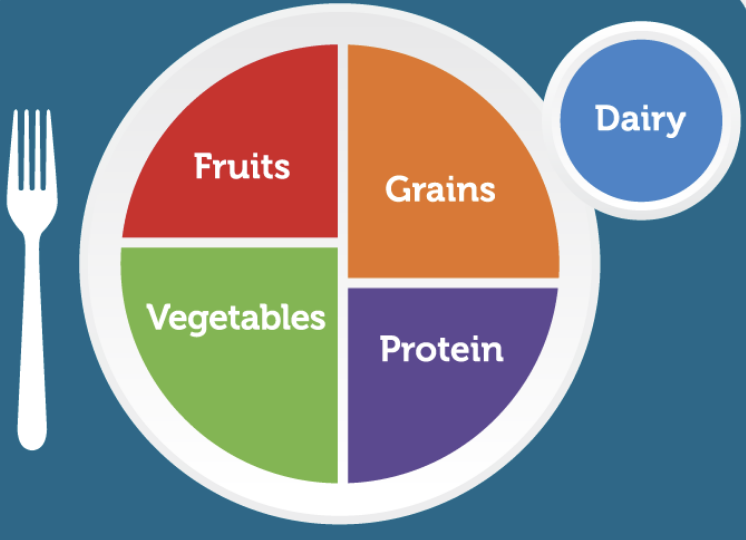 Dairy
Fruits
Grains
Vegetables
Protein